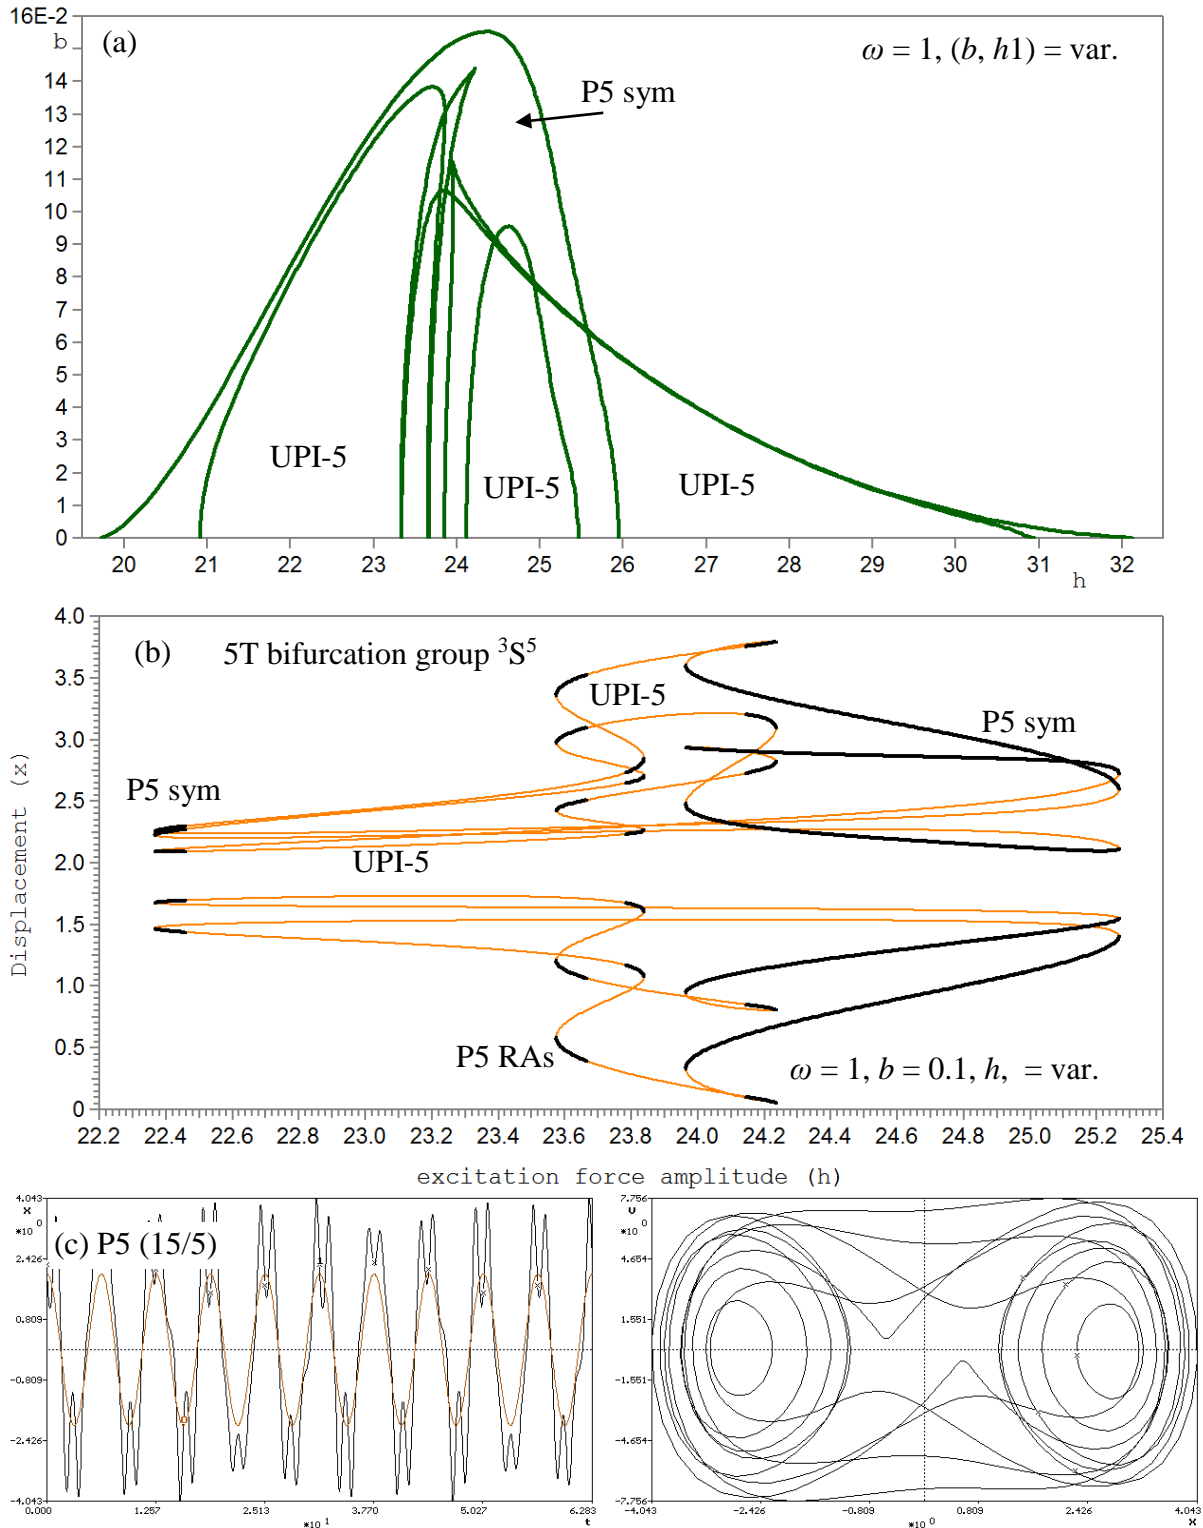 16E-2
b
(a)
ω = 1, (b, h1) = var.
P5 sym
14
13
12
11
10
9
8
7
6
5
4
3
2
1
0
UPI-5
UPI-5
UPI-5
20 21 22 23 24 25 26 27 28 29 30 31 32
h
4.0
3.5
3.0
2.5
2.0
1.5
1.0
0.5
0
Displacement (x)
(b)
5T bifurcation group ³S⁵
UPI-5
P5 sym
P5 sym
UPI-5
P5 RAs
ω = 1, b = 0.1, h, = var.
22.2 22.4 22.6 22.8 23.0 23.2 23.4 23.6 23.8 24.0 24.2 24.4 24.6 24.8 25.0 25.2 25.4
excitation force amplitude (h)
4.043
x
*10 0
(c) P5 (15/5)
2.426
0.809
-0.809
-2.426
-4.043
0.000 1.257 2.513 3.770 5.027 6.283
*10 1
t
7.756
υ
*10 0
4.654
1.551
-1.551
-4.654
-7.756
-4.043 -2.426 -0.809 0.809 2.426 4.043
*10 0
x